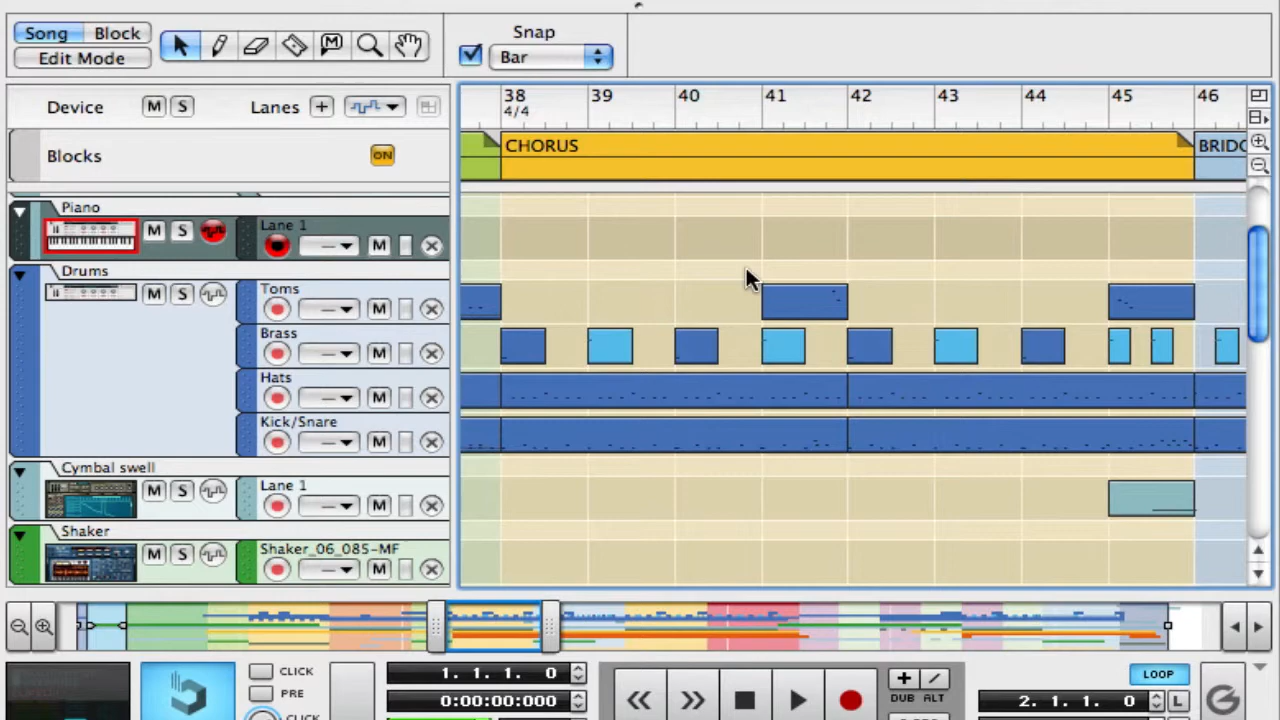 Song Block
Edit Mode
M
Snap
Bar
Device M S Lanes +
38 39 40 41 42 43 44 45 46
4/4
Blocks ON
CHORUS BRIDG
Piano
M S Lane 1
— M
Drums
M S Toms
— M
Brass
— M
Hats
— M
Kick/Snare
— M
Cymbal swell
M S Lane 1
— M
Shaker
M S Shaker_06_085-MF
— M
CLICK
PRE
CLICK
1. 1. 1. 0
0:00:00:000
DUB ALT
LOOP
2. 1. 1. 0 L